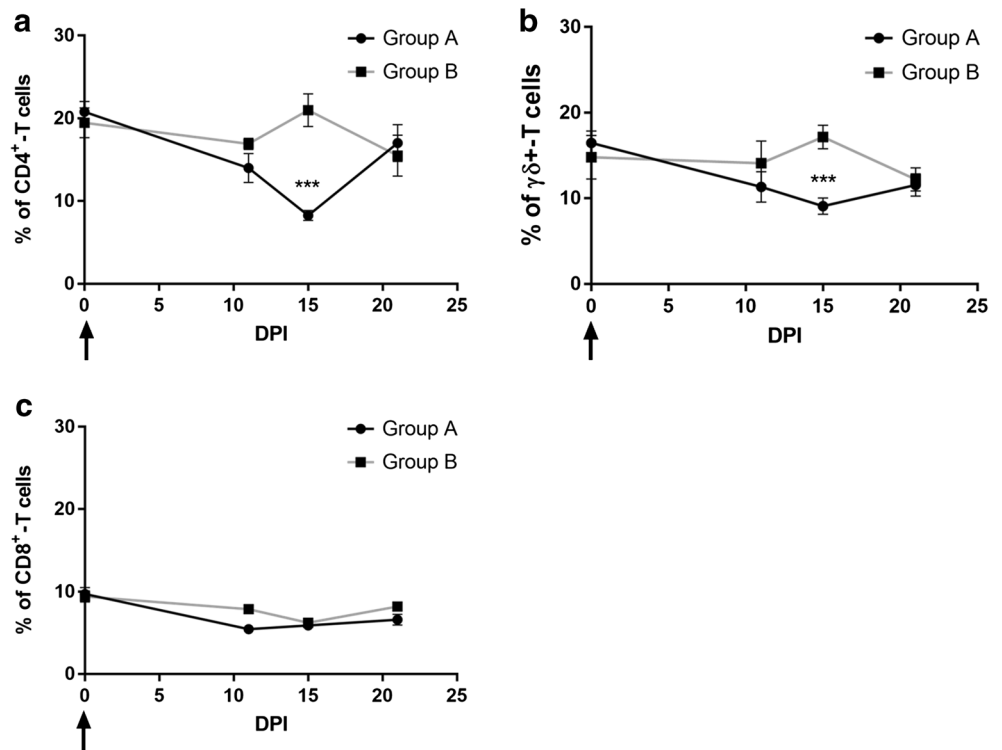 a
30
20
10
0
% of CD4⁺-T cells
Group A
Group B
***
0 5 10 15 20 25
DPI
b
30
20
10
0
% of γδ+-T cells
Group A
Group B
***
0 5 10 15 20 25
DPI
c
30
20
10
0
% of CD8⁺-T cells
Group A
Group B
0 5 10 15 20 25
DPI